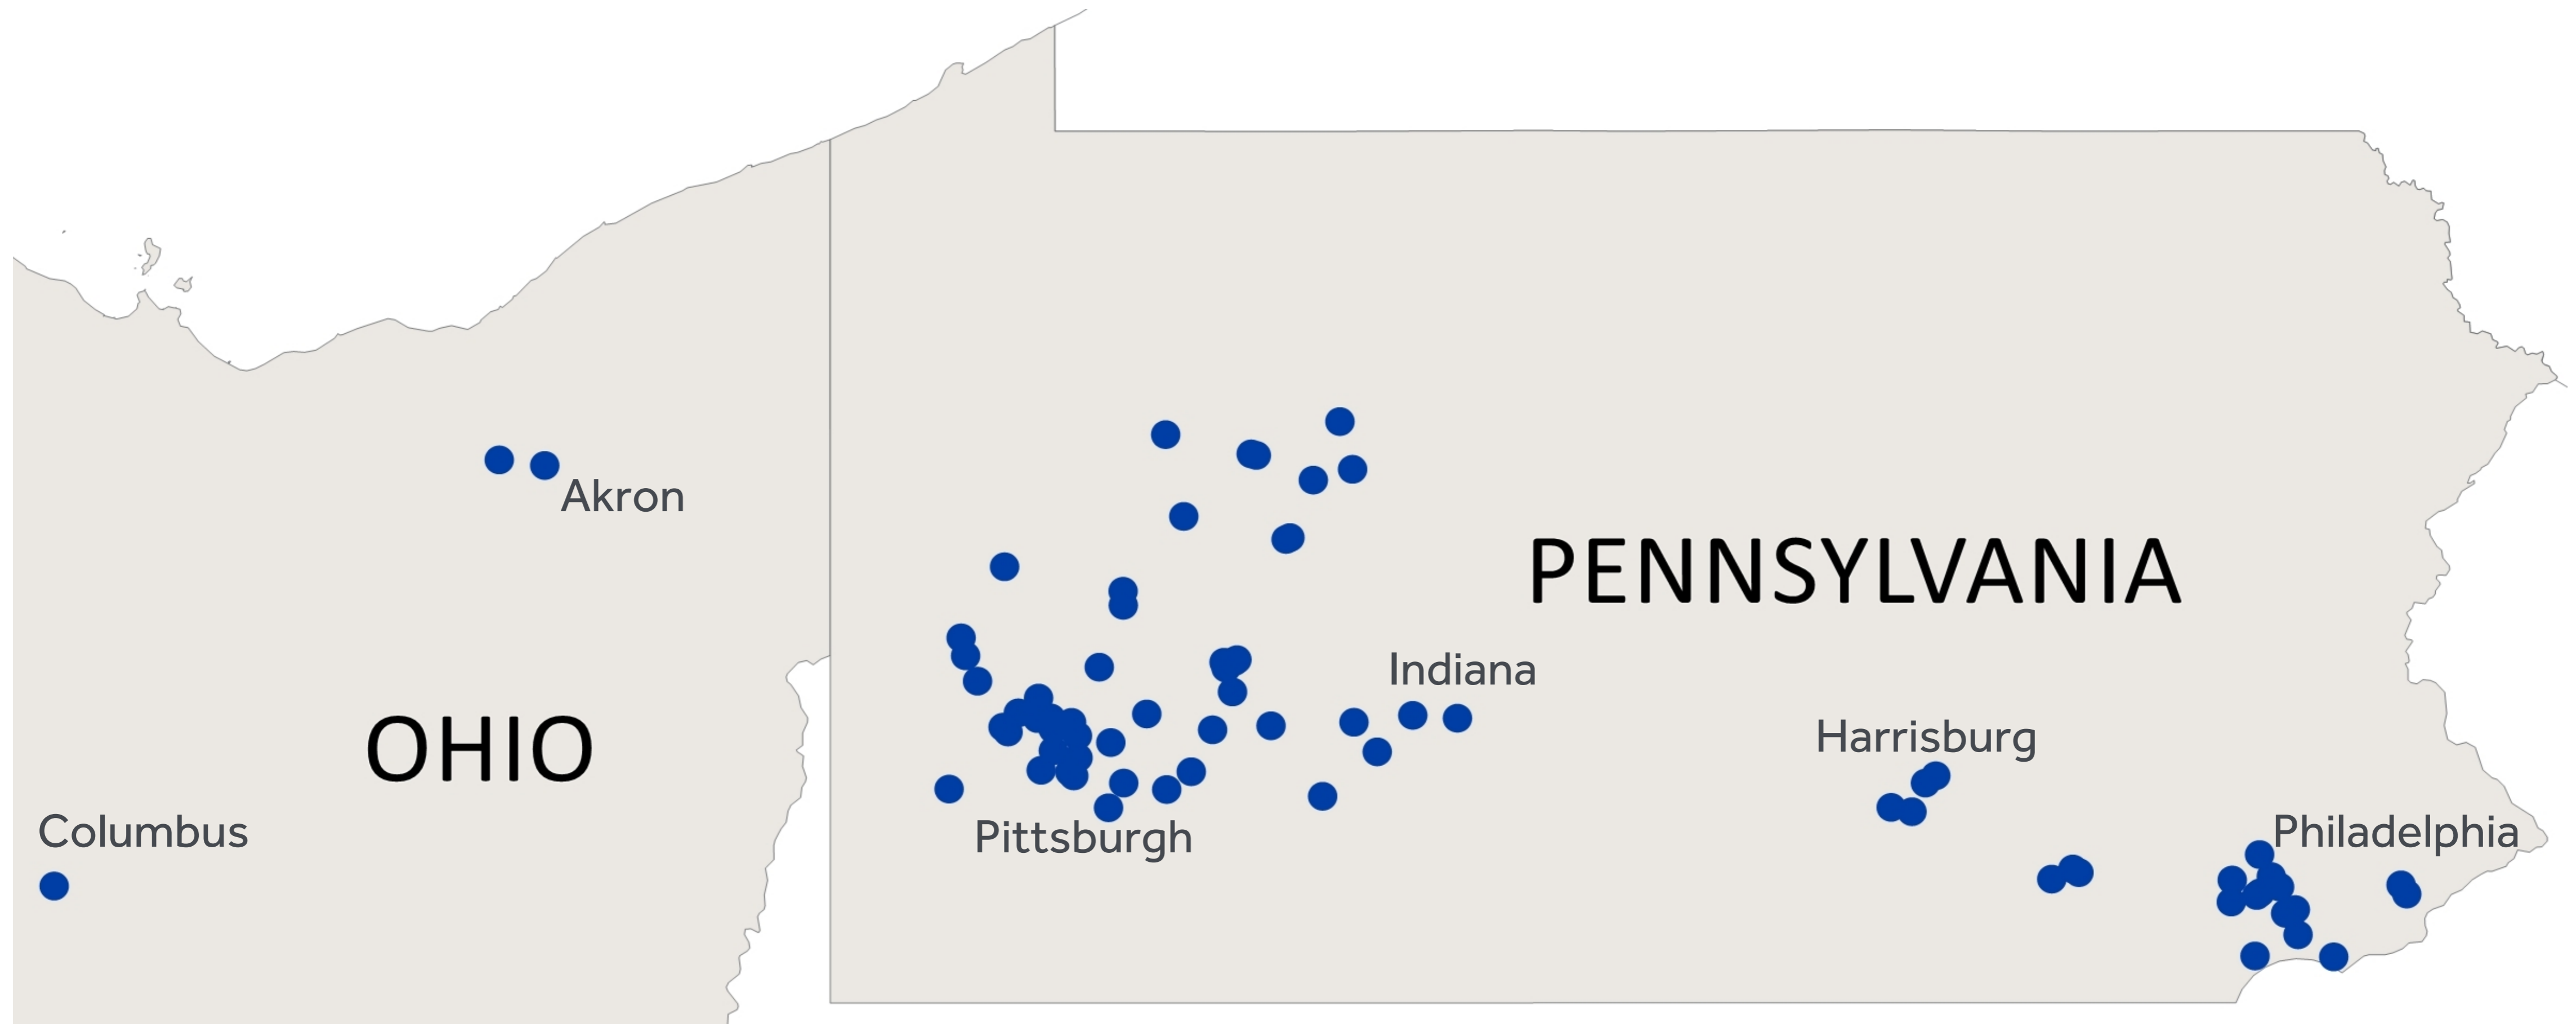 Akron
PENNSYLVANIA
Indiana
OHIO
Harrisburg
Columbus
Pittsburgh
Philadelphia